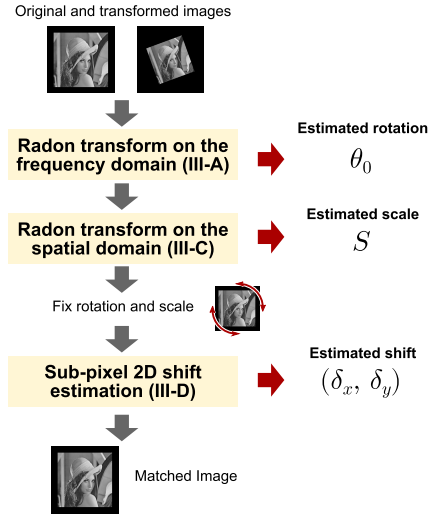 Original and transformed images
Radon transform on the
frequency domain (III-A)
Estimated rotation
θ₀
Radon transform on the
spatial domain (III-C)
Estimated scale
S
Fix rotation and scale
Sub-pixel 2D shift
estimation (III-D)
Estimated shift
(δₓ, δᵧ)
Matched Image